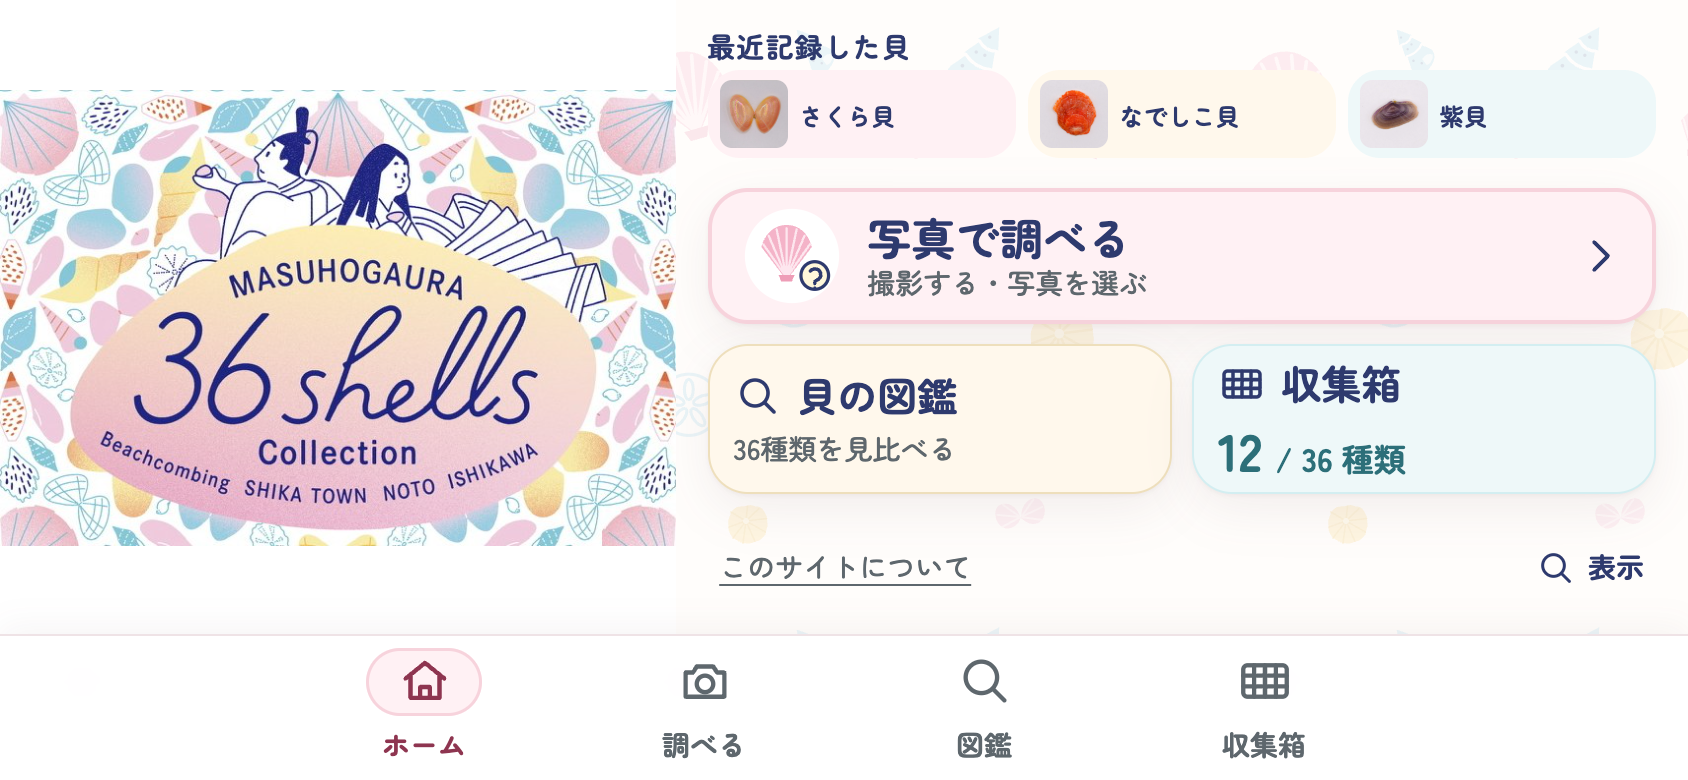 MASUHOGAURA
36 shells
Collection
Beachcombing SHIKA TOWN NOTO ISHIKAWA
最近記録した貝
さくら貝
なでしこ貝
紫貝
写真で調べる
撮影する・写真を選ぶ
貝の図鑑
36種類を見比べる
収集箱
12 / 36 種類
このサイトについて
表示
ホーム
調べる
図鑑
収集箱